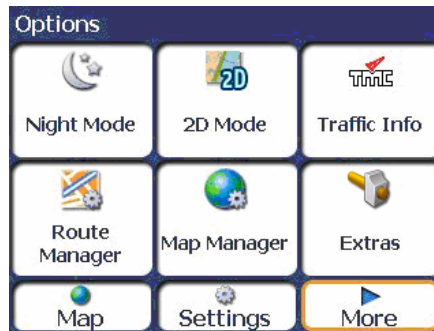 Options
2D
TMC
Night Mode
2D Mode
Traffic Info
Route
Manager
Map Manager
Extras
Map
Settings
More